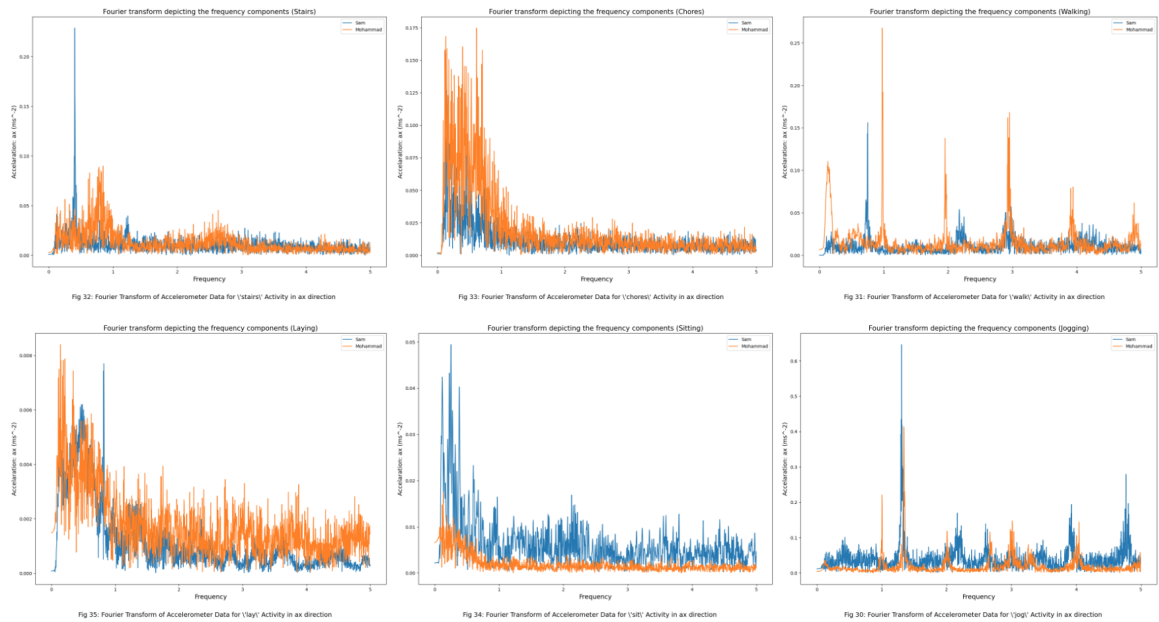 Fourier transform depicting the frequency components (Stairs)
Sam
Mohammad
0.20
0.15
0.10
0.05
0.00
Accelaration: ax (ms^-2)
0
1
2
3
4
5
Frequency
Fig 32: Fourier Transform of Accelerometer Data for \'stairs\' Activity in ax direction
Fourier transform depicting the frequency components (Chores)
Sam
Mohammad
0.175
0.150
0.125
0.100
0.075
0.050
0.025
0.000
Accelaration: ax (ms^-2)
0
1
2
3
4
5
Frequency
Fig 33: Fourier Transform of Accelerometer Data for \'chores\' Activity in ax direction
Fourier transform depicting the frequency components (Walking)
Sam
Mohammad
0.25
0.20
0.15
0.10
0.05
0.00
Accelaration: ax (ms^-2)
0
1
2
3
4
5
Frequency
Fig 31: Fourier Transform of Accelerometer Data for \'walk\' Activity in ax direction
Fourier transform depicting the frequency components (Laying)
Sam
Mohammad
0.008
0.006
0.004
0.002
0.000
Accelaration: ax (ms^-2)
0
1
2
3
4
5
Frequency
Fig 35: Fourier Transform of Accelerometer Data for \'lay\' Activity in ax direction
Fourier transform depicting the frequency components (Sitting)
Sam
Mohammad
0.05
0.04
0.03
0.02
0.01
0.00
Accelaration: ax (ms^-2)
0
1
2
3
4
5
Frequency
Fig 34: Fourier Transform of Accelerometer Data for \'sit\' Activity in ax direction
Fourier transform depicting the frequency components (Jogging)
Sam
Mohammad
0.6
0.5
0.4
0.3
0.2
0.1
0.0
Accelaration: ax (ms^-2)
0
1
2
3
4
5
Frequency
Fig 30: Fourier Transform of Accelerometer Data for \'jog\' Activity in ax direction